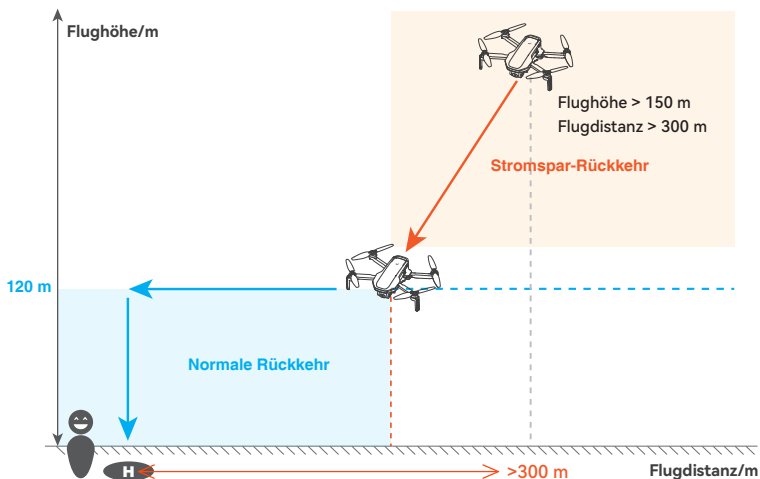 Flughöhe/m
Flughöhe > 150 m
Flugdistanz > 300 m
Stromspar-Rückkehr
120 m
Normale Rückkehr
H
>300 m
Flugdistanz/m